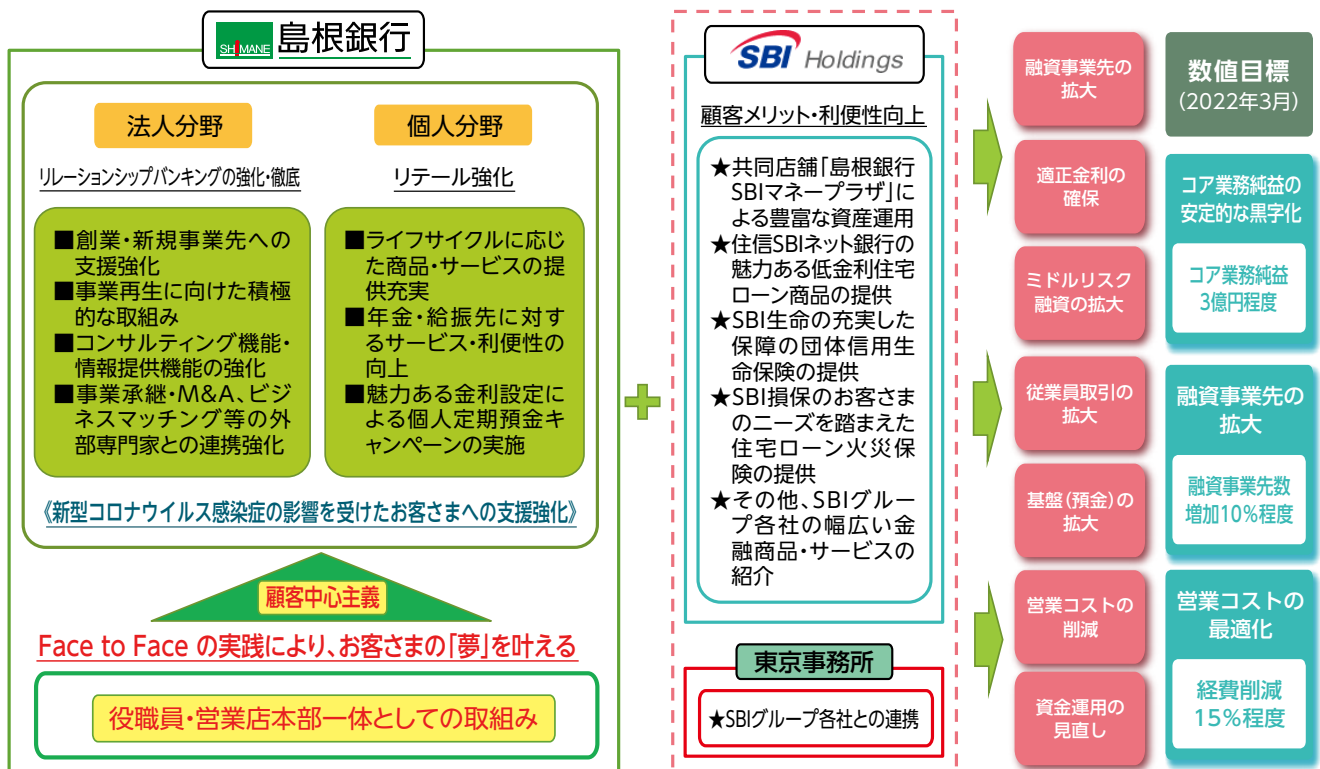 SHIMANE 島根銀行
法人分野
リレーションシップバンキングの強化・徹底
■創業・新規事業先への
支援強化
■事業再生に向けた積極
的な取組み
■コンサルティング機能・
情報提供機能の強化
■事業承継・M&A、ビジ
ネスマッチング等の外
部専門家との連携強化
個人分野
リテール強化
■ライフサイクルに応じ
た商品・サービスの提
供充実
■年金・給振先に対す
るサービス・利便性の
向上
■魅力ある金利設定に
よる個人定期預金キ
ャンペーンの実施
《新型コロナウイルス感染症の影響を受けたお客さまへの支援強化》
顧客中心主義
Face to Face の実践により、お客さまの「夢」を叶える
役職員・営業店本部一体としての取組み
SBI Holdings
顧客メリット・利便性向上
★共同店舗「島根銀行
SBIマネープラザ」に
よる豊富な資産運用
★住信SBIネット銀行の
魅力ある低金利住宅
ローン商品の提供
★SBI生命の充実した
保障の団体信用生
命保険の提供
★SBI損保のお客さま
のニーズを踏まえた
住宅ローン火災保
険の提供
★その他、SBIグルー
プ各社の幅広い金
融商品・サービスの
紹介
東京事務所
★SBIグループ各社との連携
融資事業先の
拡大
適正金利の
確保
ミドルリスク
融資の拡大
従業員取引の
拡大
基盤(預金)の
拡大
営業コストの
削減
資金運用の
見直し
数値目標
(2022年3月)
コア業務純益の
安定的な黒字化
コア業務純益
3億円程度
融資事業先の
拡大
融資事業先数
増加10%程度
営業コストの
最適化
経費削減
15%程度